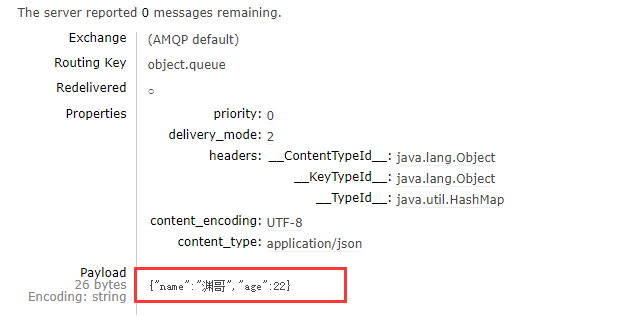 The server reported 0 messages remaining.
Exchange (AMQP default)
Routing Key object.queue
Redelivered ○
Properties priority: 0
delivery_mode: 2
headers: __ContentTypeId__: java.lang.Object
__KeyTypeId__: java.lang.Object
__TypeId__: java.util.HashMap
content_encoding: UTF-8
content_type: application/json
Payload
26 bytes
Encoding: string
{"name":"渊哥","age":22}